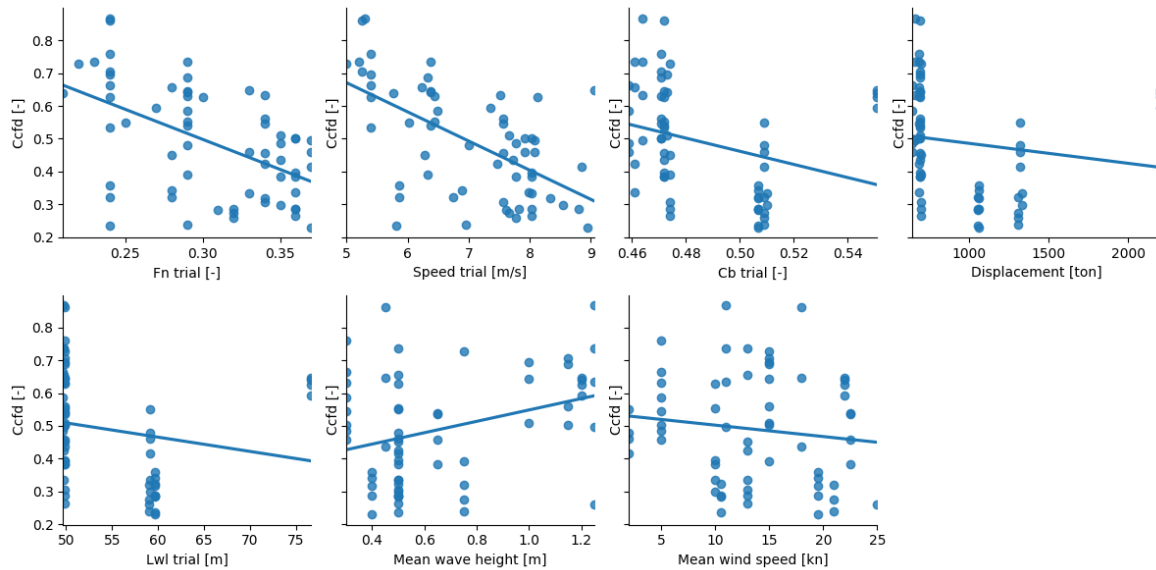 0.8
0.7
0.6
0.5
0.4
0.3
0.2
Ccfd [-]
0.25 0.30 0.35
Fn trial [-]
Ccfd [-]
5 6 7 8 9
Speed trial [m/s]
Ccfd [-]
0.46 0.48 0.50 0.52 0.54
Cb trial [-]
Ccfd [-]
1000 1500 2000
Displacement [ton]
0.8
0.7
0.6
0.5
0.4
0.3
0.2
Ccfd [-]
50 55 60 65 70 75
Lwl trial [m]
Ccfd [-]
0.4 0.6 0.8 1.0 1.2
Mean wave height [m]
Ccfd [-]
5 10 15 20 25
Mean wind speed [kn]